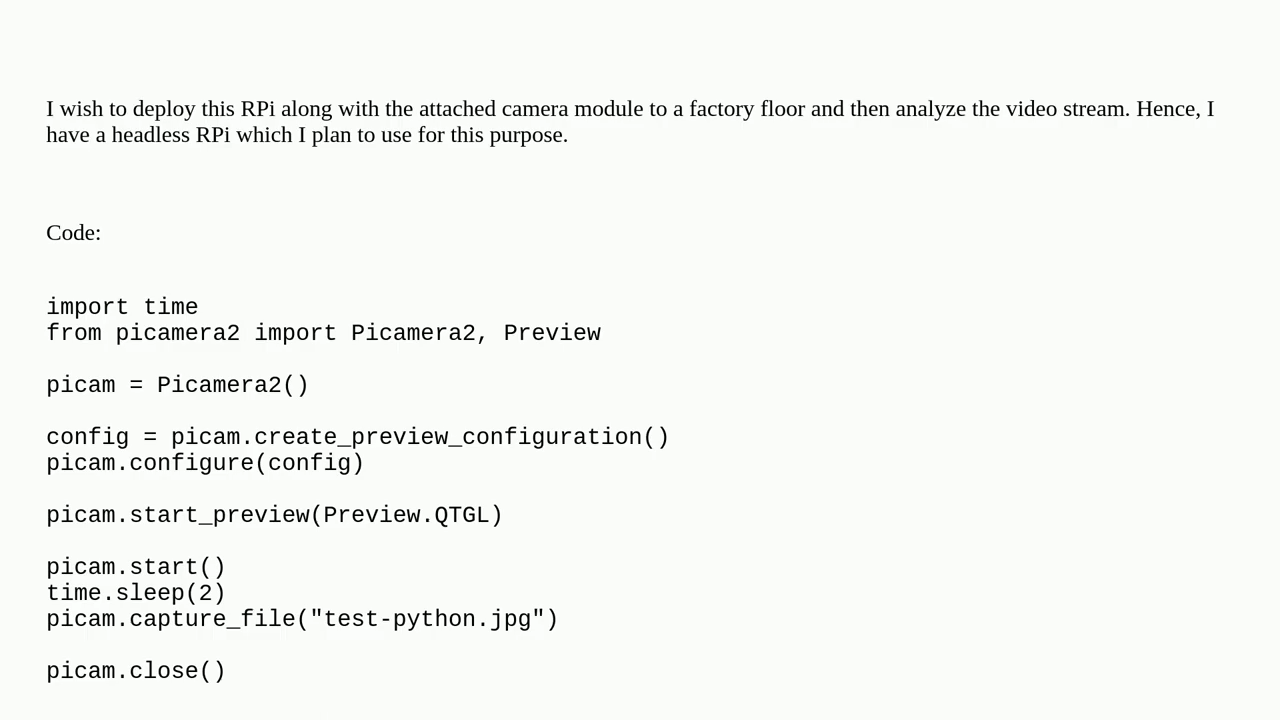 I wish to deploy this RPi along with the attached camera module to a factory floor and then analyze the video stream. Hence, I
have a headless RPi which I plan to use for this purpose.
Code:
import time
from picamera2 import Picamera2, Preview
picam = Picamera2()
config = picam.create_preview_configuration()
picam.configure(config)
picam.start_preview(Preview.QTGL)
picam.start()
time.sleep(2)
picam.capture_file("test-python.jpg")
picam.close()